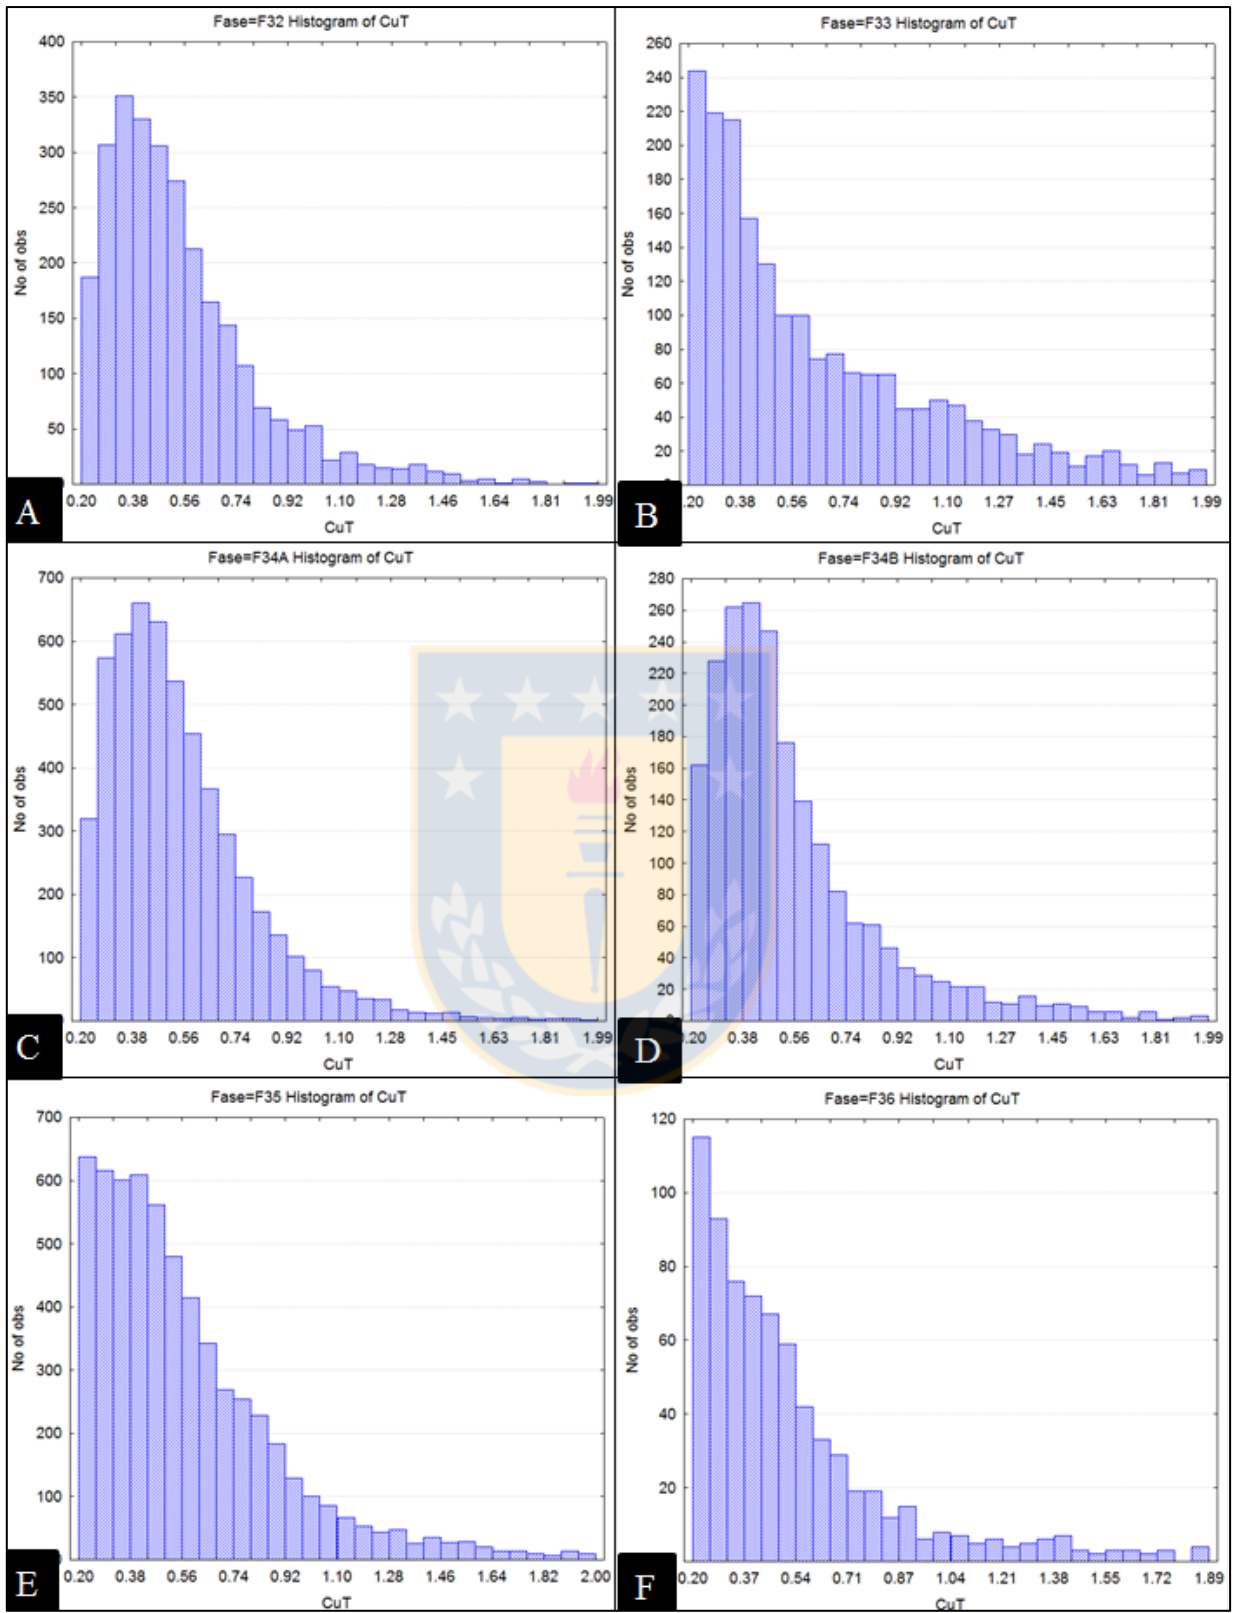 Fase=F32 Histogram of CuT
400
350
300
250
200
150
100
50
No of obs
0.20 0.38 0.56 0.74 0.92 1.10 1.28 1.46 1.63 1.81 1.99
CuT
A
Fase=F33 Histogram of CuT
260
240
220
200
180
160
140
120
100
80
60
40
20
No of obs
.20 0.38 0.56 0.74 0.92 1.10 1.27 1.45 1.63 1.81 1.99
CuT
B
Fase=F34A Histogram of CuT
700
600
500
400
300
200
100
No of obs
0.20 0.38 0.56 0.74 0.92 1.10 1.28 1.45 1.63 1.81 1.99
CuT
C
Fase=F34B Histogram of CuT
280
260
240
220
200
180
160
140
120
100
80
60
40
20
No of obs
.20 0.38 0.56 0.74 0.92 1.10 1.27 1.45 1.63 1.81 1.99
CuT
D
Fase=F35 Histogram of CuT
700
600
500
400
300
200
100
No of obs
0.20 0.38 0.56 0.74 0.92 1.10 1.28 1.46 1.64 1.82 2.00
CuT
E
Fase=F36 Histogram of CuT
120
100
80
60
40
20
No of obs
0.20 0.37 0.54 0.71 0.87 1.04 1.21 1.38 1.55 1.72 1.89
CuT
F